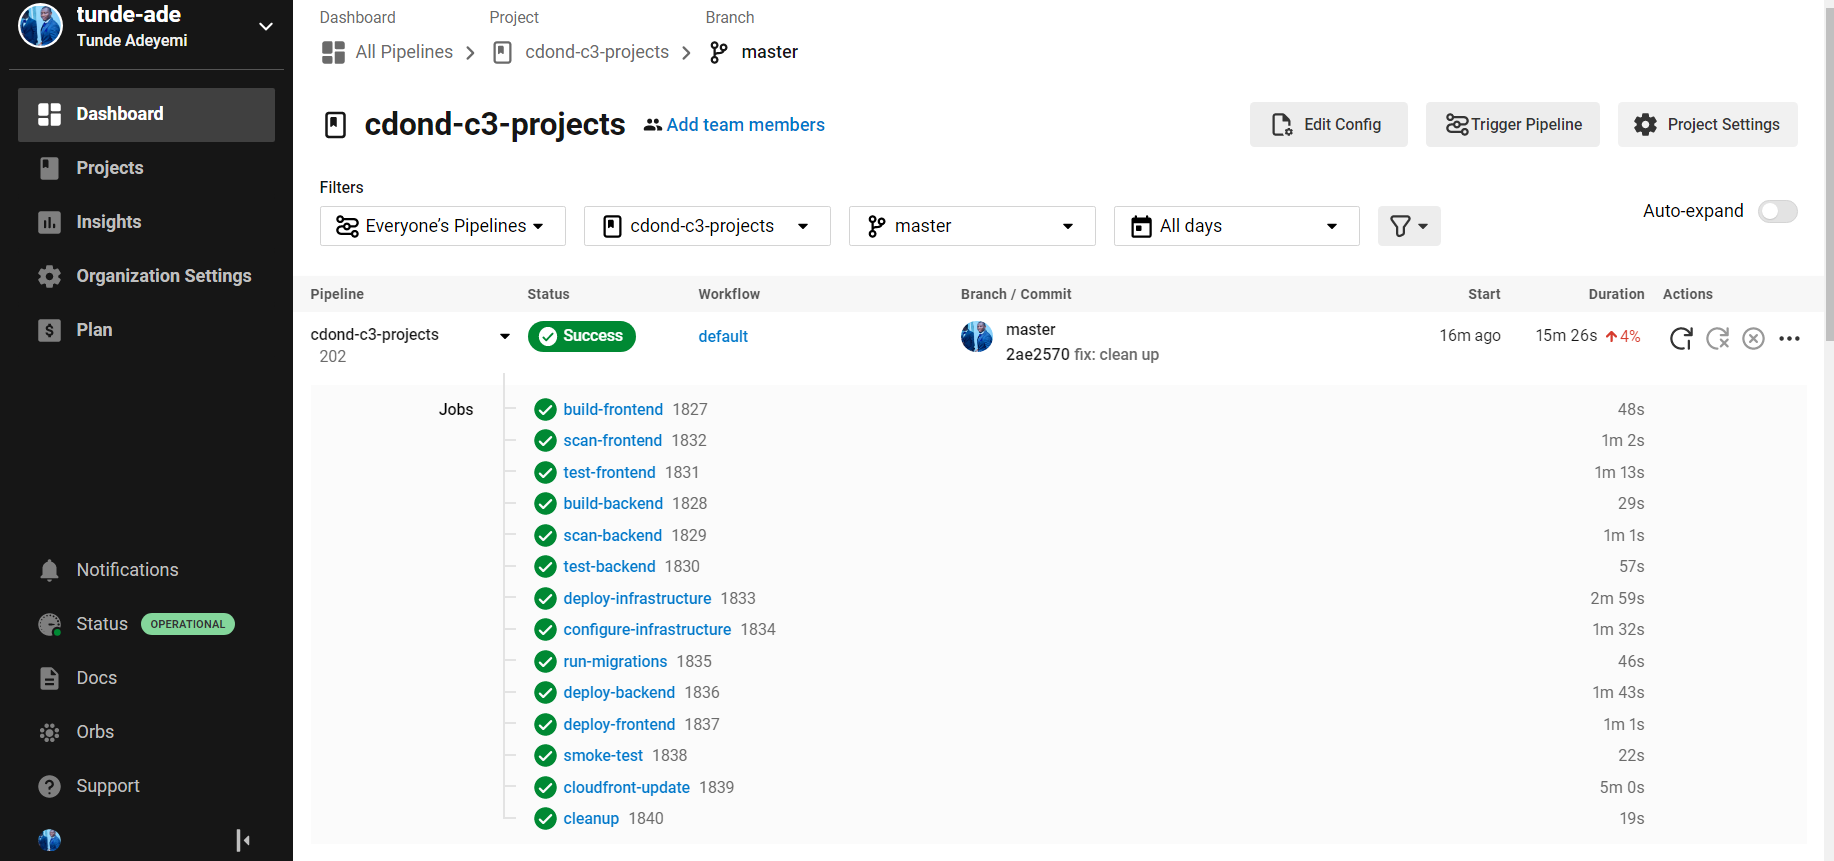 tunde-ade
Tunde Adeyemi
Dashboard
Projects
Insights
Organization Settings
Plan
Notifications
Status OPERATIONAL
Docs
Orbs
Support
Dashboard Project Branch
All Pipelines cdond-c3-projects master
cdond-c3-projects Add team members Edit Config Trigger Pipeline Project Settings
Filters
Everyone’s Pipelines cdond-c3-projects master All days Auto-expand
Pipeline Status Workflow Branch / Commit Start Duration Actions
cdond-c3-projects Success default master 16m ago 15m 26s 4%
202 2ae2570 fix: clean up
Jobs build-frontend 1827 48s
scan-frontend 1832 1m 2s
test-frontend 1831 1m 13s
build-backend 1828 29s
scan-backend 1829 1m 1s
test-backend 1830 57s
deploy-infrastructure 1833 2m 59s
configure-infrastructure 1834 1m 32s
run-migrations 1835 46s
deploy-backend 1836 1m 43s
deploy-frontend 1837 1m 1s
smoke-test 1838 22s
cloudfront-update 1839 5m 0s
cleanup 1840 19s